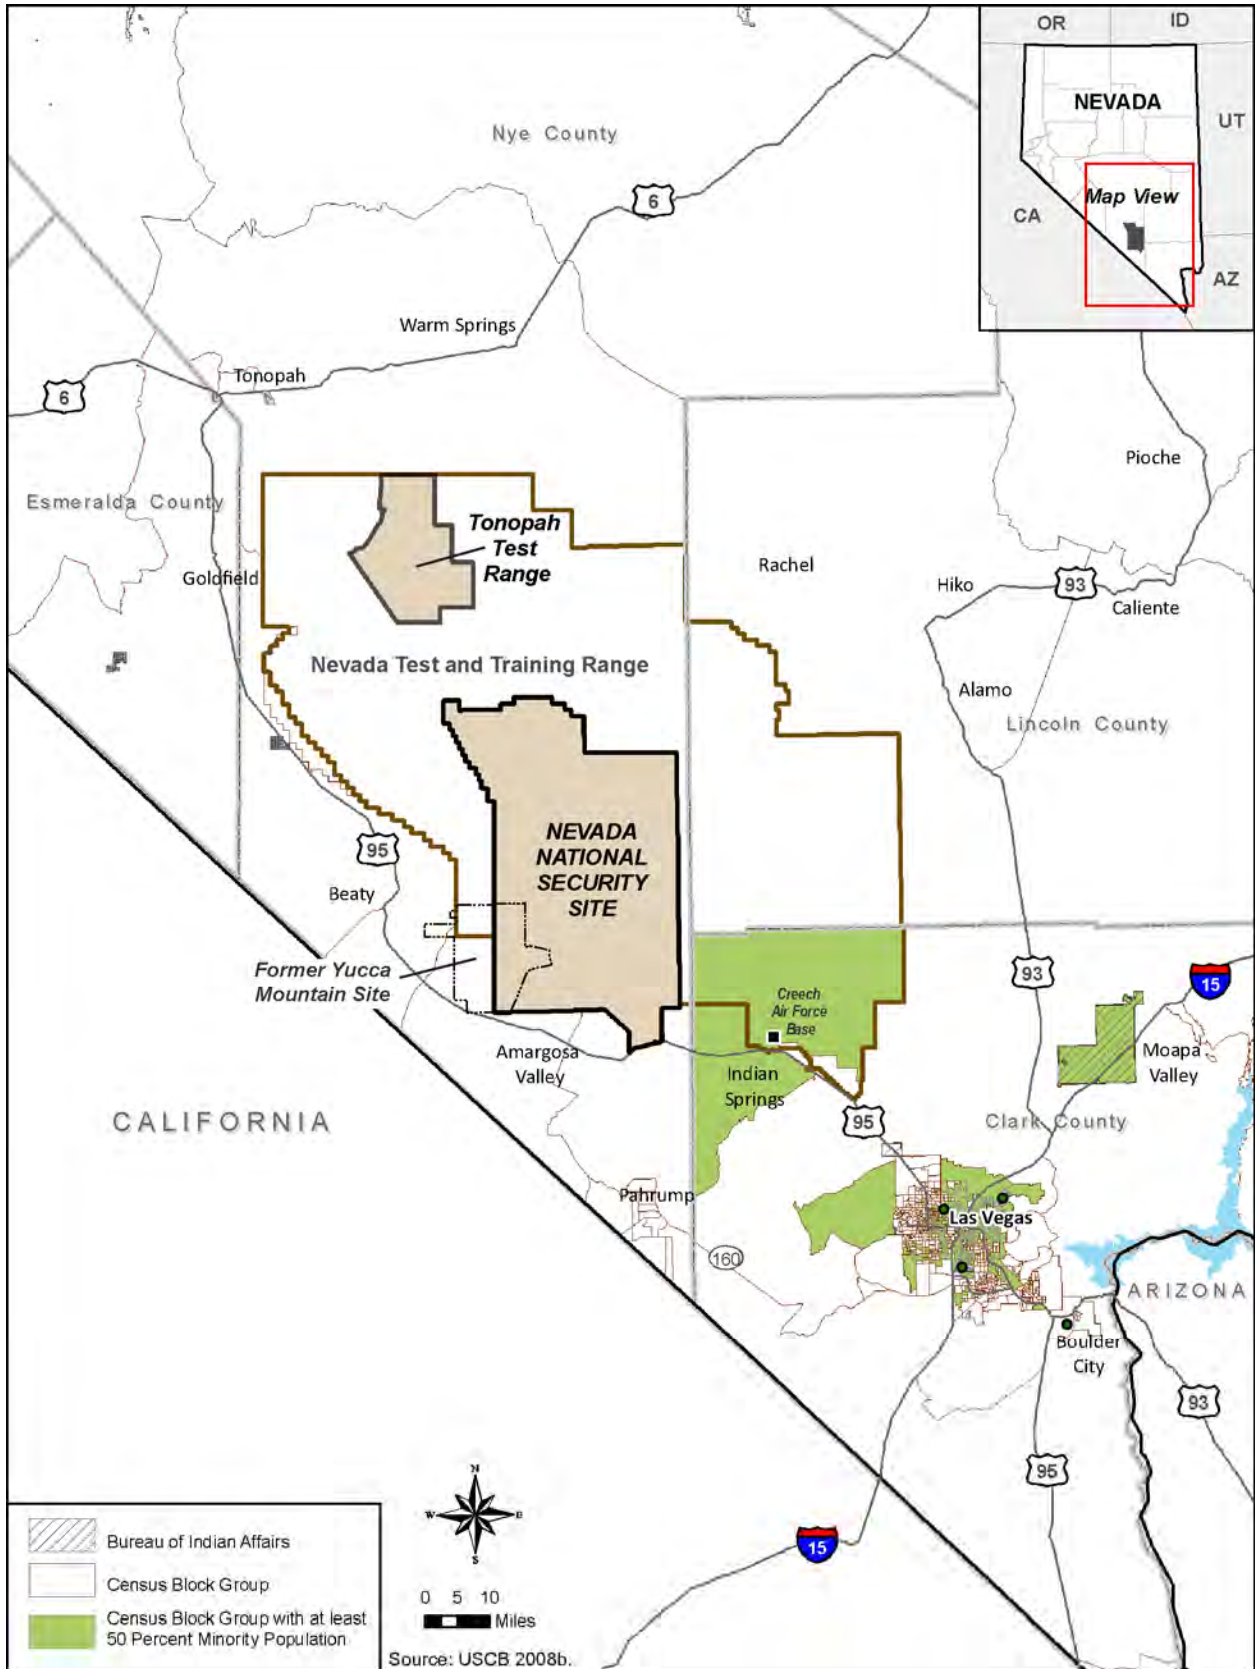 OR
ID
NEVADA
UT
Map View
CA
AZ
Nye County
6
Warm Springs
Tonopah
6
Pioche
Esmeralda County
Tonopah
Test
Range
Rachel
Goldfield
Hiko
93
Caliente
Nevada Test and Training Range
Alamo
Lincoln County
NEVADA
NATIONAL
SECURITY
SITE
95
Beaty
Former Yucca
Mountain Site
93
15
Creech
Air Force
Base
Amargosa
Valley
Moapa
Valley
Indian
Springs
CALIFORNIA
95
Clark County
Pahrump
Las Vegas
160
ARIZONA
Boulder
City
93
95
15
N
W
E
S
Bureau of Indian Affairs
Census Block Group
Census Block Group with at least
50 Percent Minority Population
0 5 10
Miles
Source: USCB 2008b.